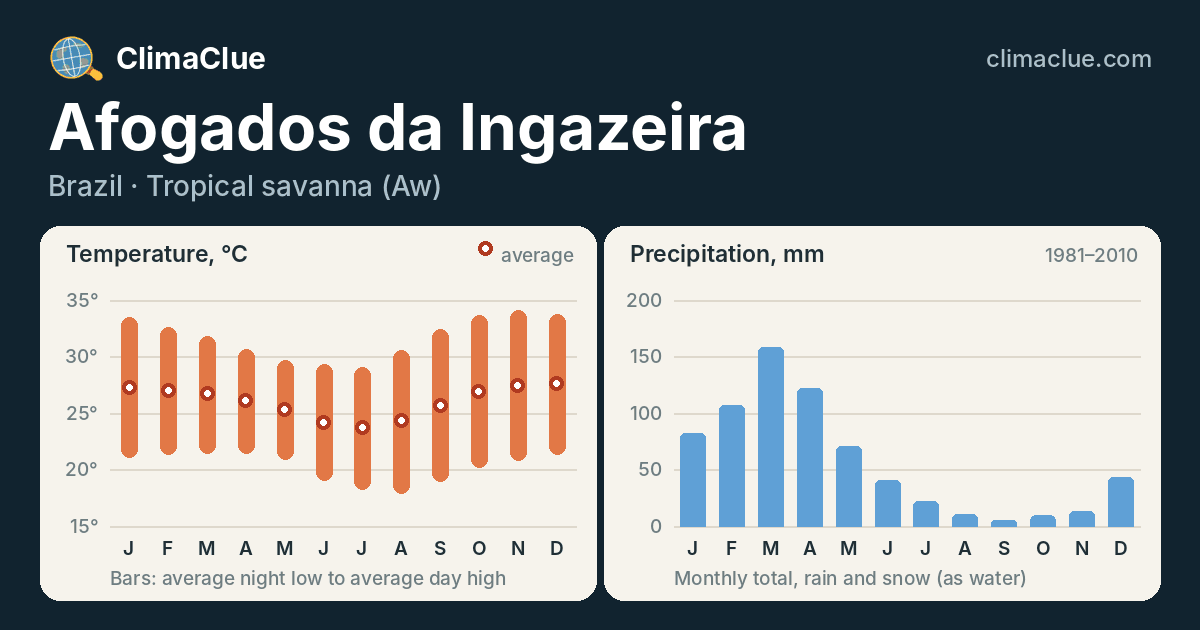 ClimaClue
climaclue.com
Afogados da Ingazeira
Brazil · Tropical savanna (Aw)
Temperature, °C
average
35°
30°
25°
20°
15°
J F M A M J J A S O N D
Bars: average night low to average day high
Precipitation, mm
1981–2010
200
150
100
50
0
J F M A M J J A S O N D
Monthly total, rain and snow (as water)